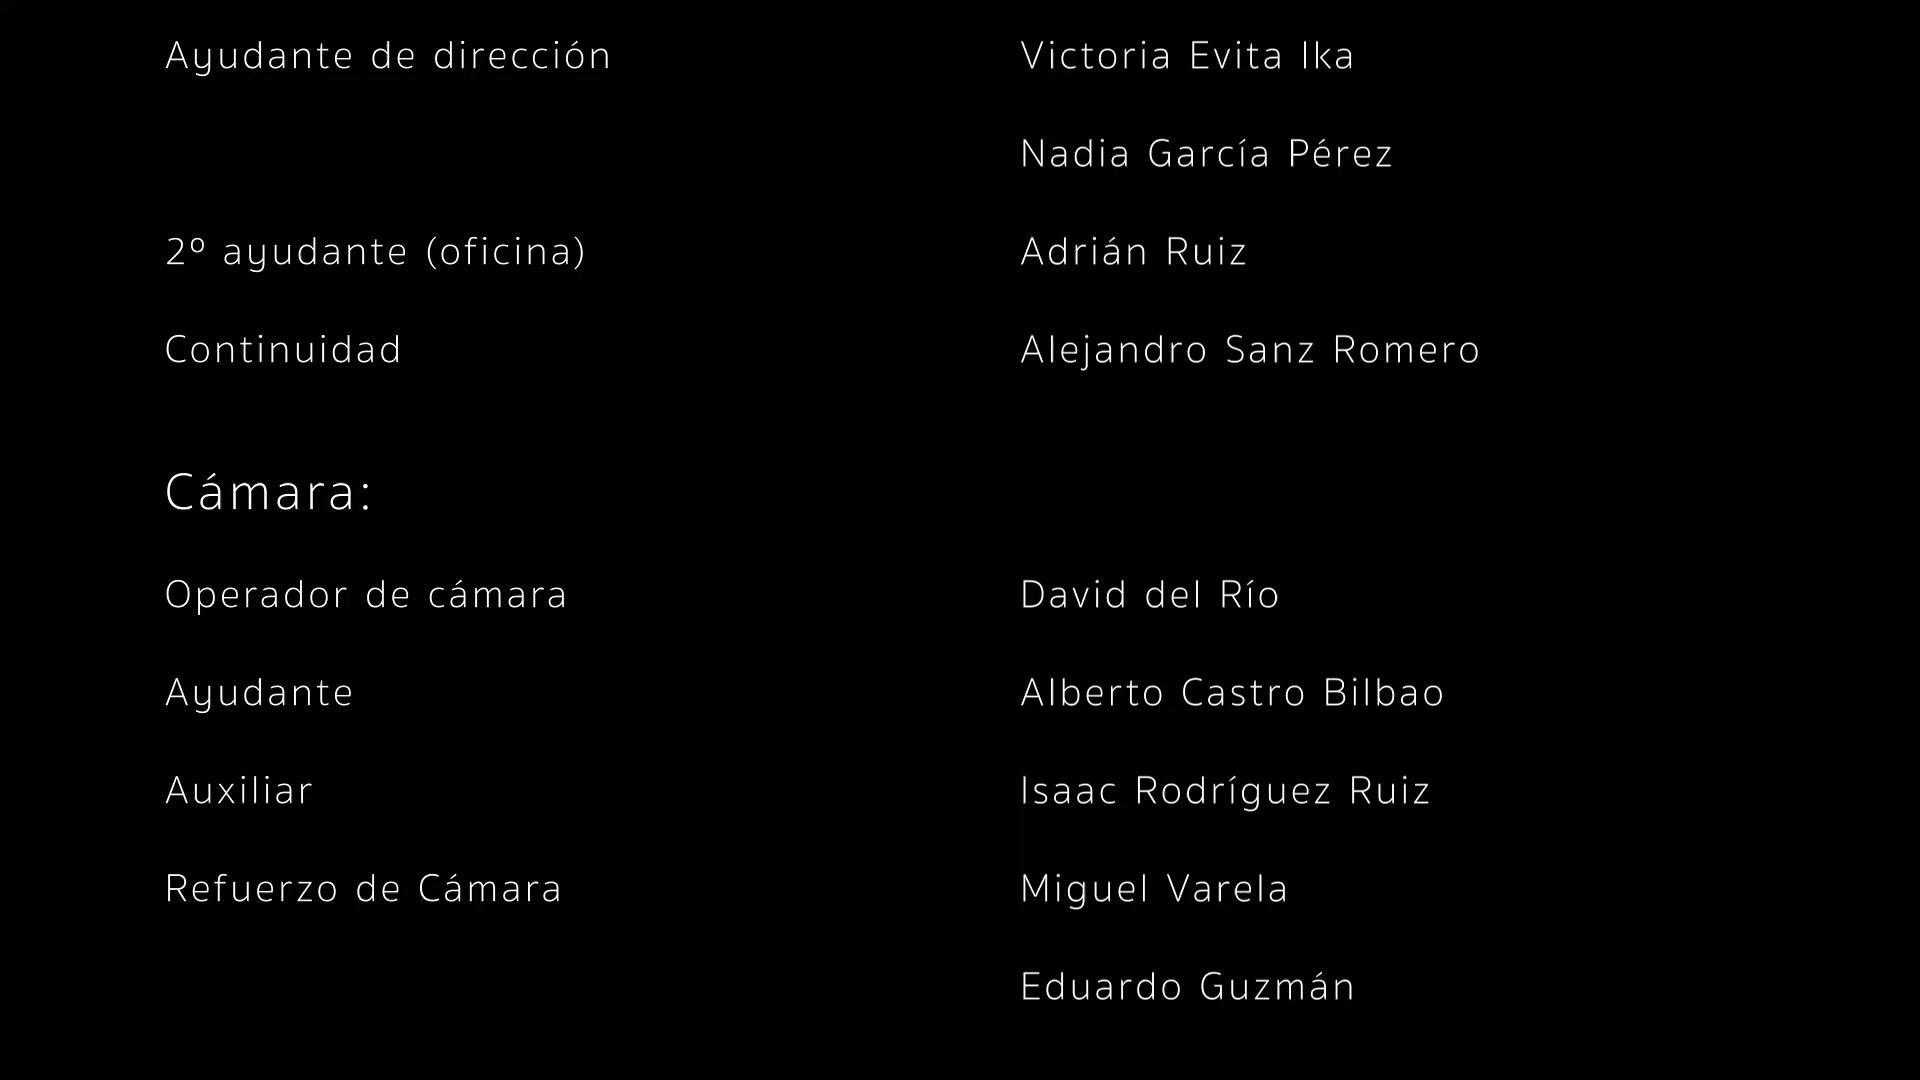 Ayudante de dirección Victoria Evita Ika
Nadia García Pérez
2º ayudante (oficina) Adrián Ruiz
Continuidad Alejandro Sanz Romero
Cámara:
Operador de cámara David del Río
Ayudante Alberto Castro Bilbao
Auxiliar Isaac Rodríguez Ruiz
Refuerzo de Cámara Miguel Varela
Eduardo Guzmán